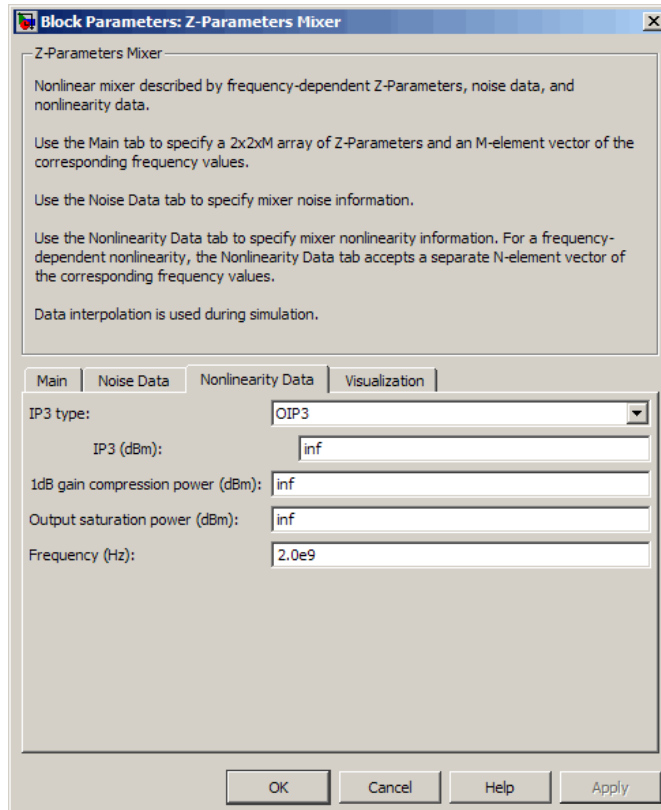 Block Parameters: Z-Parameters Mixer
Z-Parameters Mixer
Nonlinear mixer described by frequency-dependent Z-Parameters, noise data, and
nonlinearity data.
Use the Main tab to specify a 2x2xM array of Z-Parameters and an M-element vector of the
corresponding frequency values.
Use the Noise Data tab to specify mixer noise information.
Use the Nonlinearity Data tab to specify mixer nonlinearity information. For a frequency-
dependent nonlinearity, the Nonlinearity Data tab accepts a separate N-element vector of
the corresponding frequency values.
Data interpolation is used during simulation.
Main Noise Data Nonlinearity Data Visualization
IP3 type: OIP3
IP3 (dBm): inf
1dB gain compression power (dBm): inf
Output saturation power (dBm): inf
Frequency (Hz): 2.0e9
OK Cancel Help Apply